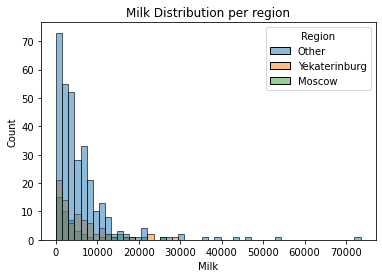 Milk Distribution per region
Region
Other
Yekaterinburg
Moscow
Count
70
60
50
40
30
20
10
0
0 10000 20000 30000 40000 50000 60000 70000
Milk